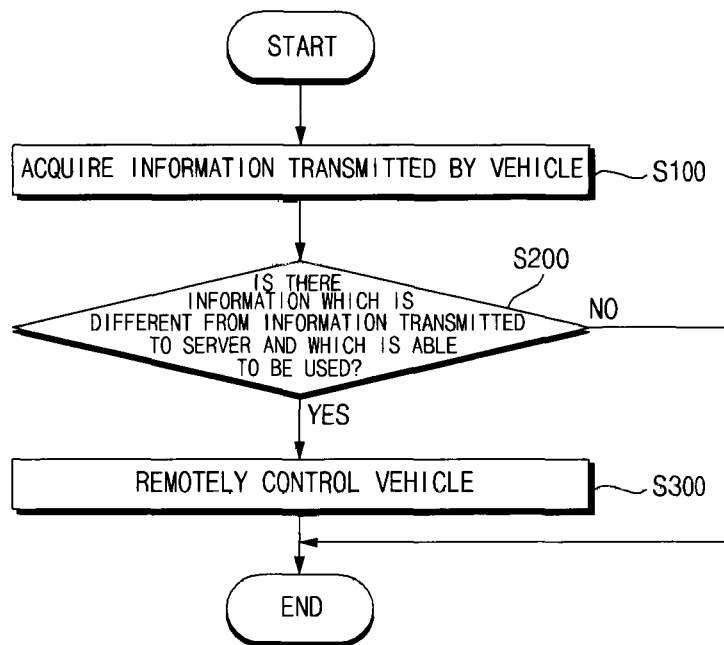 START
ACQUIRE INFORMATION TRANSMITTED BY VEHICLE
S100
S200
IS THERE
INFORMATION WHICH IS
DIFFERENT FROM INFORMATION TRANSMITTED
TO SERVER AND WHICH IS ABLE
TO BE USED?
NO
YES
REMOTELY CONTROL VEHICLE
S300
END